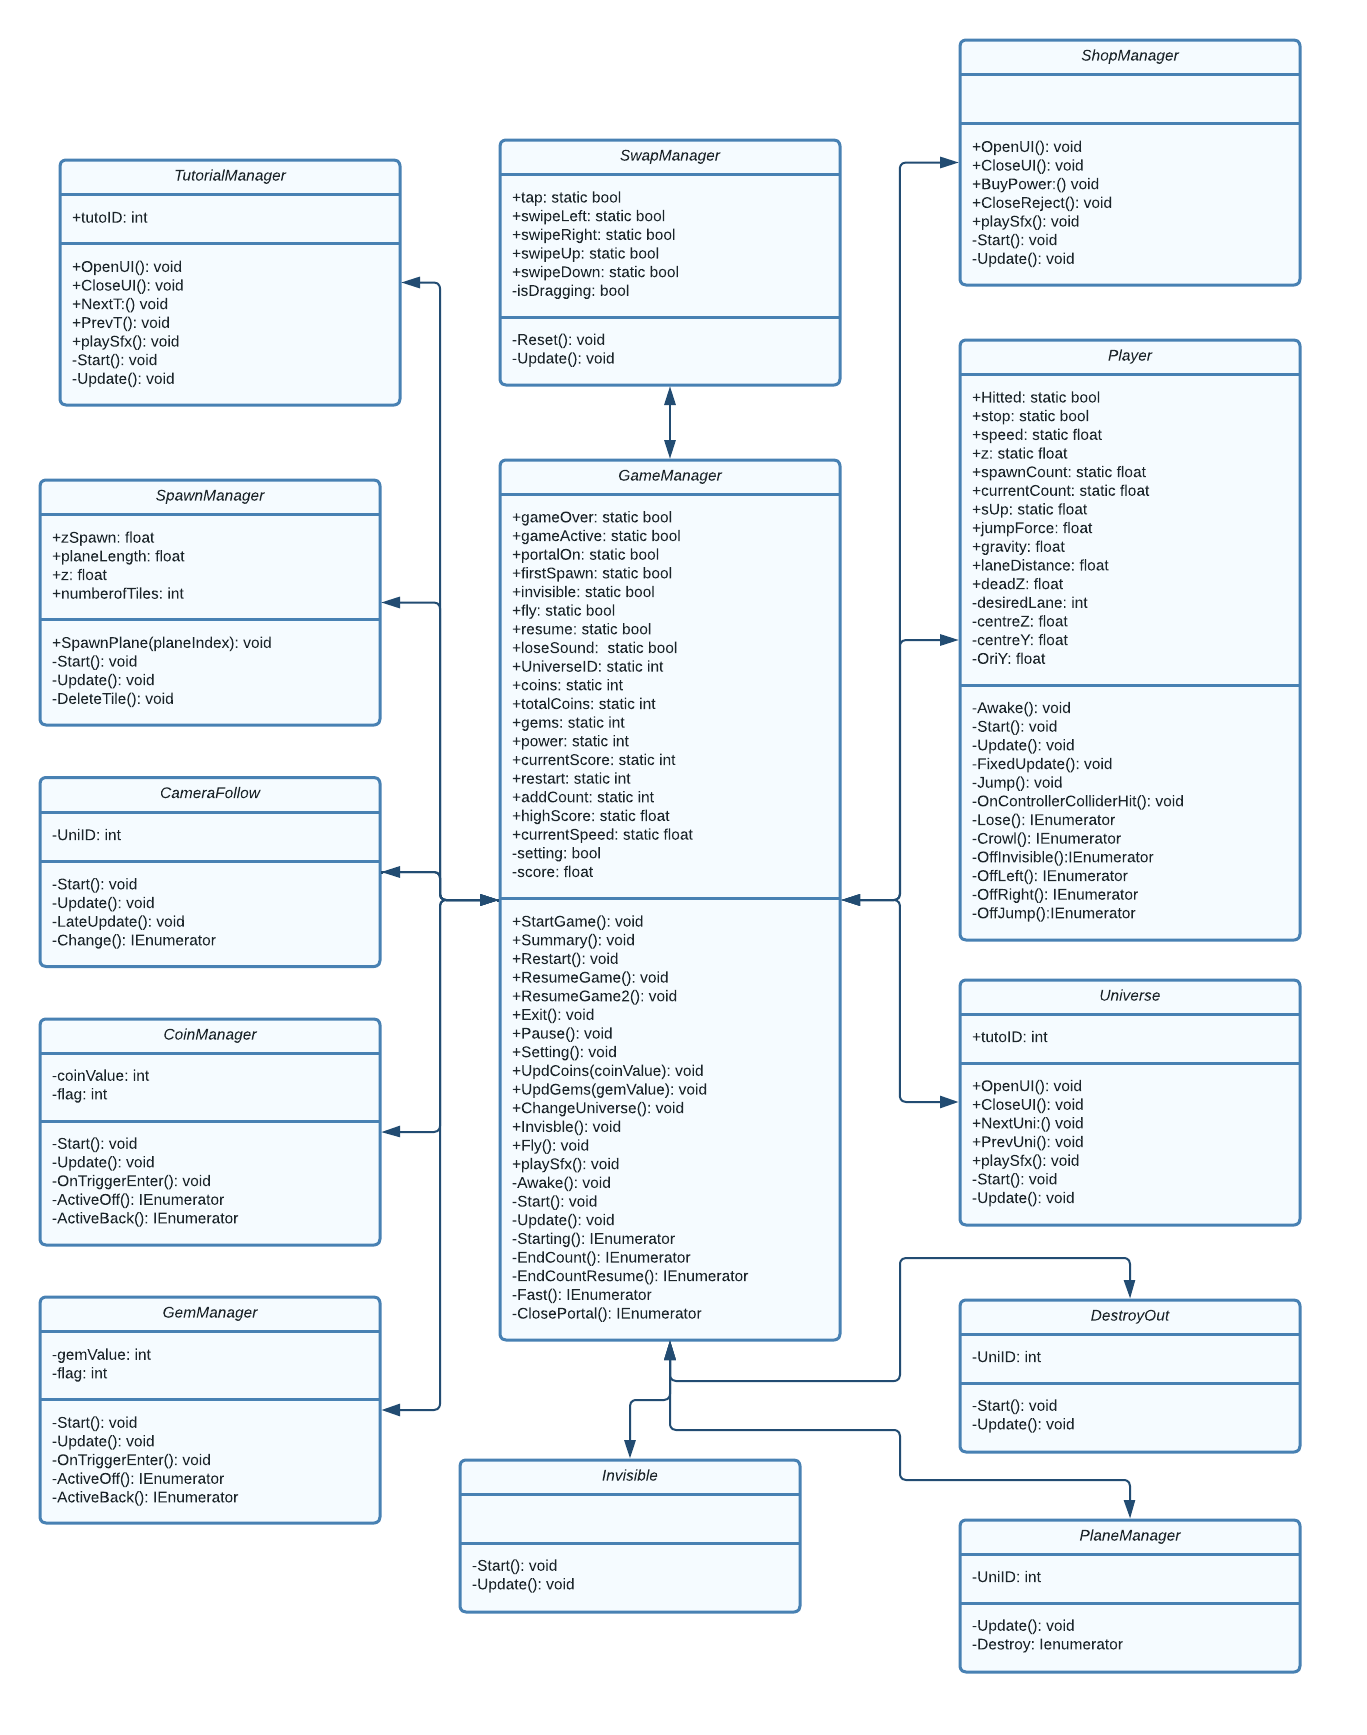 ShopManager
+OpenUI(): void
+CloseUI(): void
+BuyPower:() void
+CloseReject(): void
+playSfx(): void
-Start(): void
-Update(): void
SwapManager
+tap: static bool
+swipeLeft: static bool
+swipeRight: static bool
+swipeUp: static bool
+swipeDown: static bool
-isDragging: bool
-Reset(): void
-Update(): void
TutorialManager
+tutoID: int
+OpenUI(): void
+CloseUI(): void
+NextT:() void
+PrevT(): void
+playSfx(): void
-Start(): void
-Update(): void
Player
+Hitted: static bool
+stop: static bool
+speed: static float
+z: static float
+spawnCount: static float
+currentCount: static float
+sUp: static float
+jumpForce: float
+gravity: float
+laneDistance: float
+deadZ: float
-desiredLane: int
-centreZ: float
-centreY: float
-OriY: float
-Awake(): void
-Start(): void
-Update(): void
-FixedUpdate(): void
-Jump(): void
-OnControllerColliderHit(): void
-Lose(): IEnumerator
-Crowl(): IEnumerator
-OffInvisible():IEnumerator
-OffLeft(): IEnumerator
-OffRight(): IEnumerator
-OffJump():IEnumerator
GameManager
+gameOver: static bool
+gameActive: static bool
+portalOn: static bool
+firstSpawn: static bool
+invisible: static bool
+fly: static bool
+resume: static bool
+loseSound:  static bool
+UniverseID: static int
+coins: static int
+totalCoins: static int
+gems: static int
+power: static int
+currentScore: static int
+restart: static int
+addCount: static int
+highScore: static float
+currentSpeed: static float
-setting: bool
-score: float
+StartGame(): void
+Summary(): void
+Restart(): void
+ResumeGame(): void
+ResumeGame2(): void
+Exit(): void
+Pause(): void
+Setting(): void
+UpdCoins(coinValue): void
+UpdGems(gemValue): void
+ChangeUniverse(): void
+Invisble(): void
+Fly(): void
+playSfx(): void
-Awake(): void
-Start(): void
-Update(): void
-Starting(): IEnumerator
-EndCount(): IEnumerator
-EndCountResume(): IEnumerator
-Fast(): IEnumerator
-ClosePortal(): IEnumerator
SpawnManager
+zSpawn: float
+planeLength: float
+z: float
+numberofTiles: int
+SpawnPlane(planeIndex): void
-Start(): void
-Update(): void
-DeleteTile(): void
CameraFollow
-UniID: int
-Start(): void
-Update(): void
-LateUpdate(): void
-Change(): IEnumerator
Universe
+tutoID: int
+OpenUI(): void
+CloseUI(): void
+NextUni:() void
+PrevUni(): void
+playSfx(): void
-Start(): void
-Update(): void
CoinManager
-coinValue: int
-flag: int
-Start(): void
-Update(): void
-OnTriggerEnter(): void
-ActiveOff(): IEnumerator
-ActiveBack(): IEnumerator
GemManager
-gemValue: int
-flag: int
-Start(): void
-Update(): void
-OnTriggerEnter(): void
-ActiveOff(): IEnumerator
-ActiveBack(): IEnumerator
DestroyOut
-UniID: int
-Start(): void
-Update(): void
Invisible
-Start(): void
-Update(): void
PlaneManager
-UniID: int
-Update(): void
-Destroy: Ienumerator